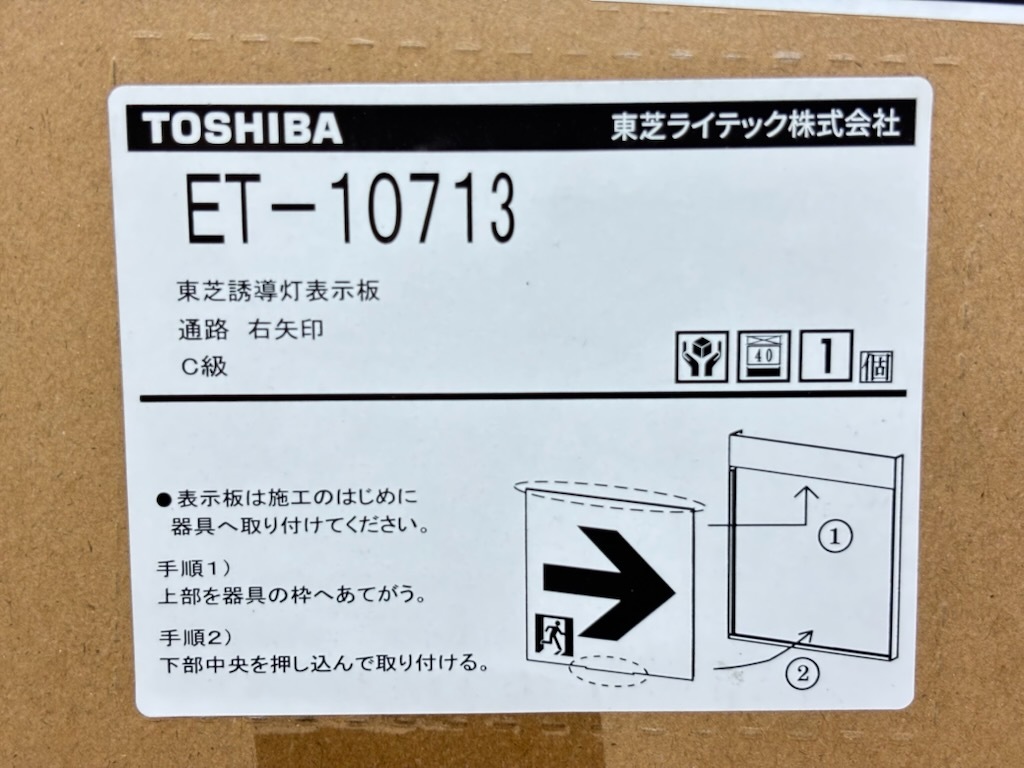 TOSHIBA 東芝ライテック株式会社
ET-10713
東芝誘導灯表示板
通路 右矢印
C級
40 1 個
●表示板は施工のはじめに
器具へ取り付けてください。
手順1)
上部を器具の枠へあてがう。
手順2)
下部中央を押し込んで取り付ける。
①
②